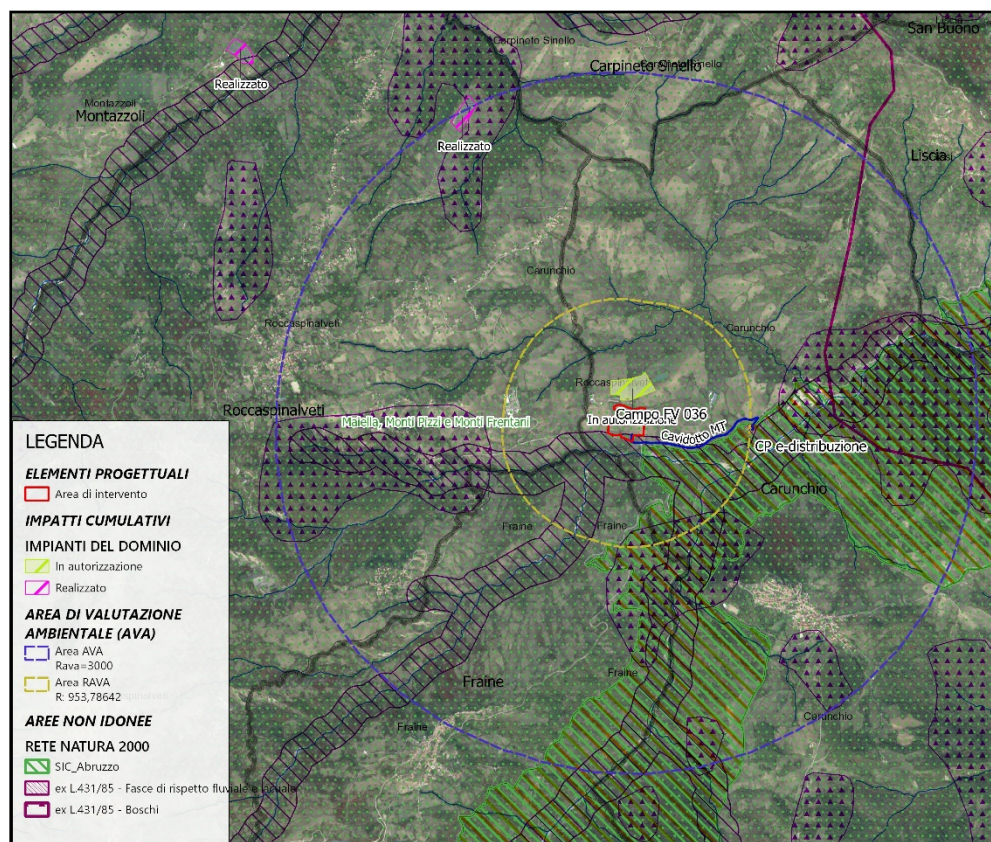 San Buono
Carpineto Sinello
Carpineto Sinello
Realizzato
Montazzoli
Montazzoli
Realizzato
Liscia
Carunchio
Carunchio
Roccaspinalveti
Roccaspinalveti
Roccaspinalveti
Campo FV 036
In autorizzazione
Maiella, Monti Pizzi e Monti Frentani
Cavidotto MT
CP e-distribuzione
Carunchio
Fraine
Fraine
Fraine
Fraine
Fraine
Carunchio
LEGENDA
ELEMENTI PROGETTUALI
Area di intervento
IMPATTI CUMULATIVI
IMPIANTI DEL DOMINIO
In autorizzazione
Realizzato
AREA DI VALUTAZIONE
AMBIENTALE (AVA)
Area AVA
Rava=3000
Area RAVA
R: 953,78642
AREE NON IDONEE
RETE NATURA 2000
SIC_Abruzzo
ex L.431/85 - Fasce di rispetto fluviale e lacuale
ex L.431/85 - Boschi